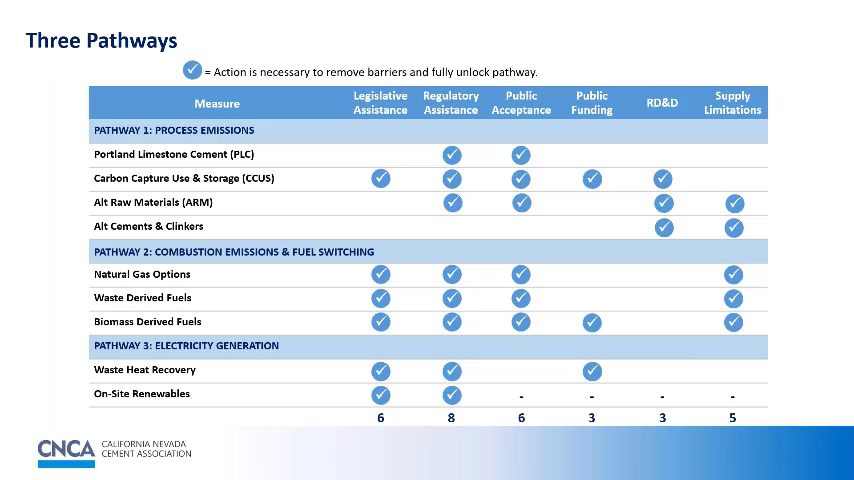 Three Pathways
✓ = Action is necessary to remove barriers and fully unlock pathway.
Measure Legislative Assistance Regulatory Assistance Public Acceptance Public Funding RD&D Supply Limitations
PATHWAY 1: PROCESS EMISSIONS
Portland Limestone Cement (PLC) ✓ ✓
Carbon Capture Use & Storage (CCUS) ✓ ✓ ✓ ✓ ✓
Alt Raw Materials (ARM) ✓ ✓ ✓ ✓
Alt Cements & Clinkers ✓ ✓
PATHWAY 2: COMBUSTION EMISSIONS & FUEL SWITCHING
Natural Gas Options ✓ ✓ ✓ ✓
Waste Derived Fuels ✓ ✓ ✓ ✓
Biomass Derived Fuels ✓ ✓ ✓ ✓ ✓
PATHWAY 3: ELECTRICITY GENERATION
Waste Heat Recovery ✓ ✓ ✓
On-Site Renewables ✓ ✓ - - - -
6 8 6 3 3 5
CNCA CALIFORNIA NEVADA
CEMENT ASSOCIATION